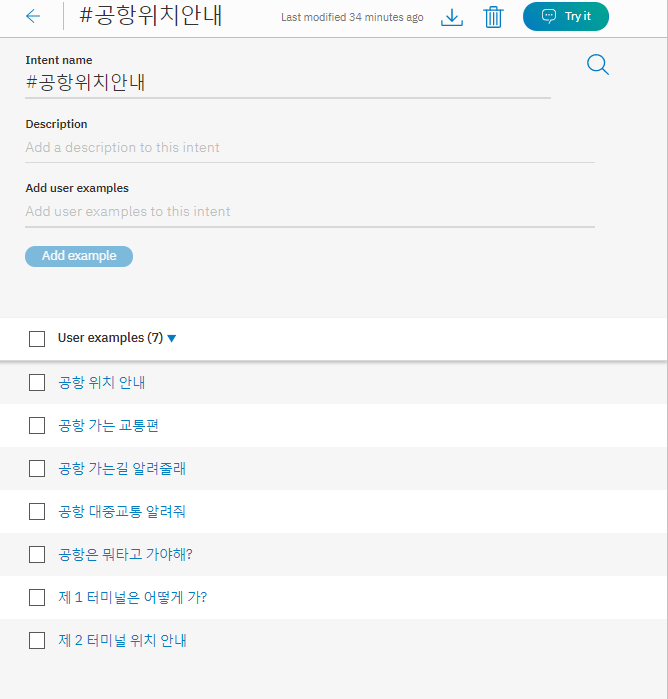 #공항위치안내 Last modified 34 minutes ago Try it
Intent name
#공항위치안내
Description
Add a description to this intent
Add user examples
Add user examples to this intent
Add example
User examples (7)
공항 위치 안내
공항 가는 교통편
공항 가는길 알려줄래
공항 대중교통 알려줘
공항은 뭐타고 가야해?
제 1 터미널은 어떻게 가?
제 2 터미널 위치 안내